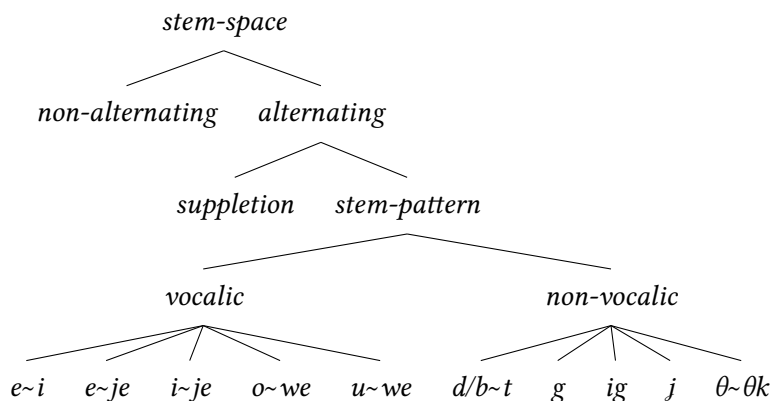 stem-space
non-alternating alternating
suppletion stem-pattern
vocalic non-vocalic
e~i e~je i~je o~we u~we d/b~t g ig ɟ θ~θk